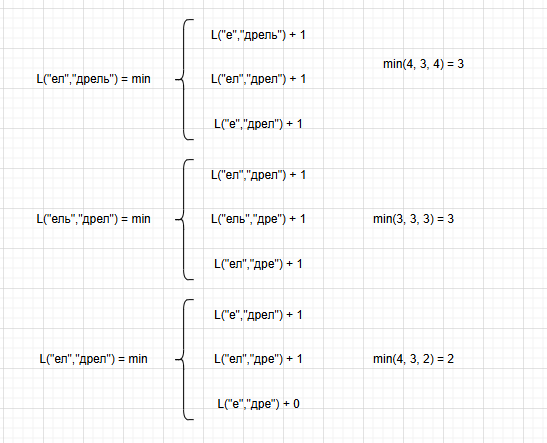 L("е","дрель") + 1
L("ел","дрель") = min
L("ел","дрел") + 1
min(4, 3, 4) = 3
L("е","дрел") + 1
L("ел","дрел") + 1
L("ель","дрел") = min
L("ель","дре") + 1
min(3, 3, 3) = 3
L("ел","дре") + 1
L("е","дрел") + 1
L("ел","дрел") = min
L("ел","дре") + 1
min(4, 3, 2) = 2
L("е","дре") + 0